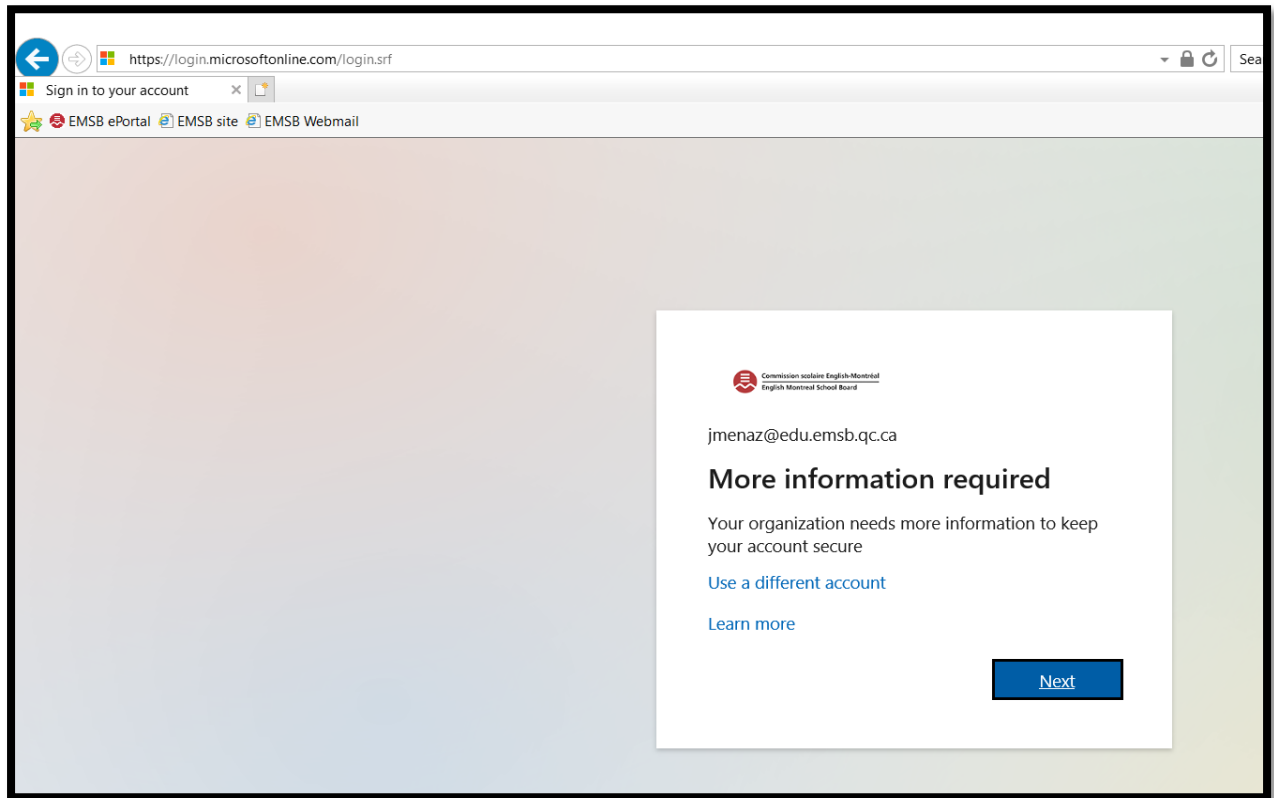 https://login.microsoftonline.com/login.srf
Sea
Sign in to your account
EMSB ePortal EMSB site EMSB Webmail
Commission scolaire English-Montréal
English Montreal School Board
jmenaz@edu.emsb.qc.ca
More information required
Your organization needs more information to keep
your account secure
Use a different account
Learn more
Next